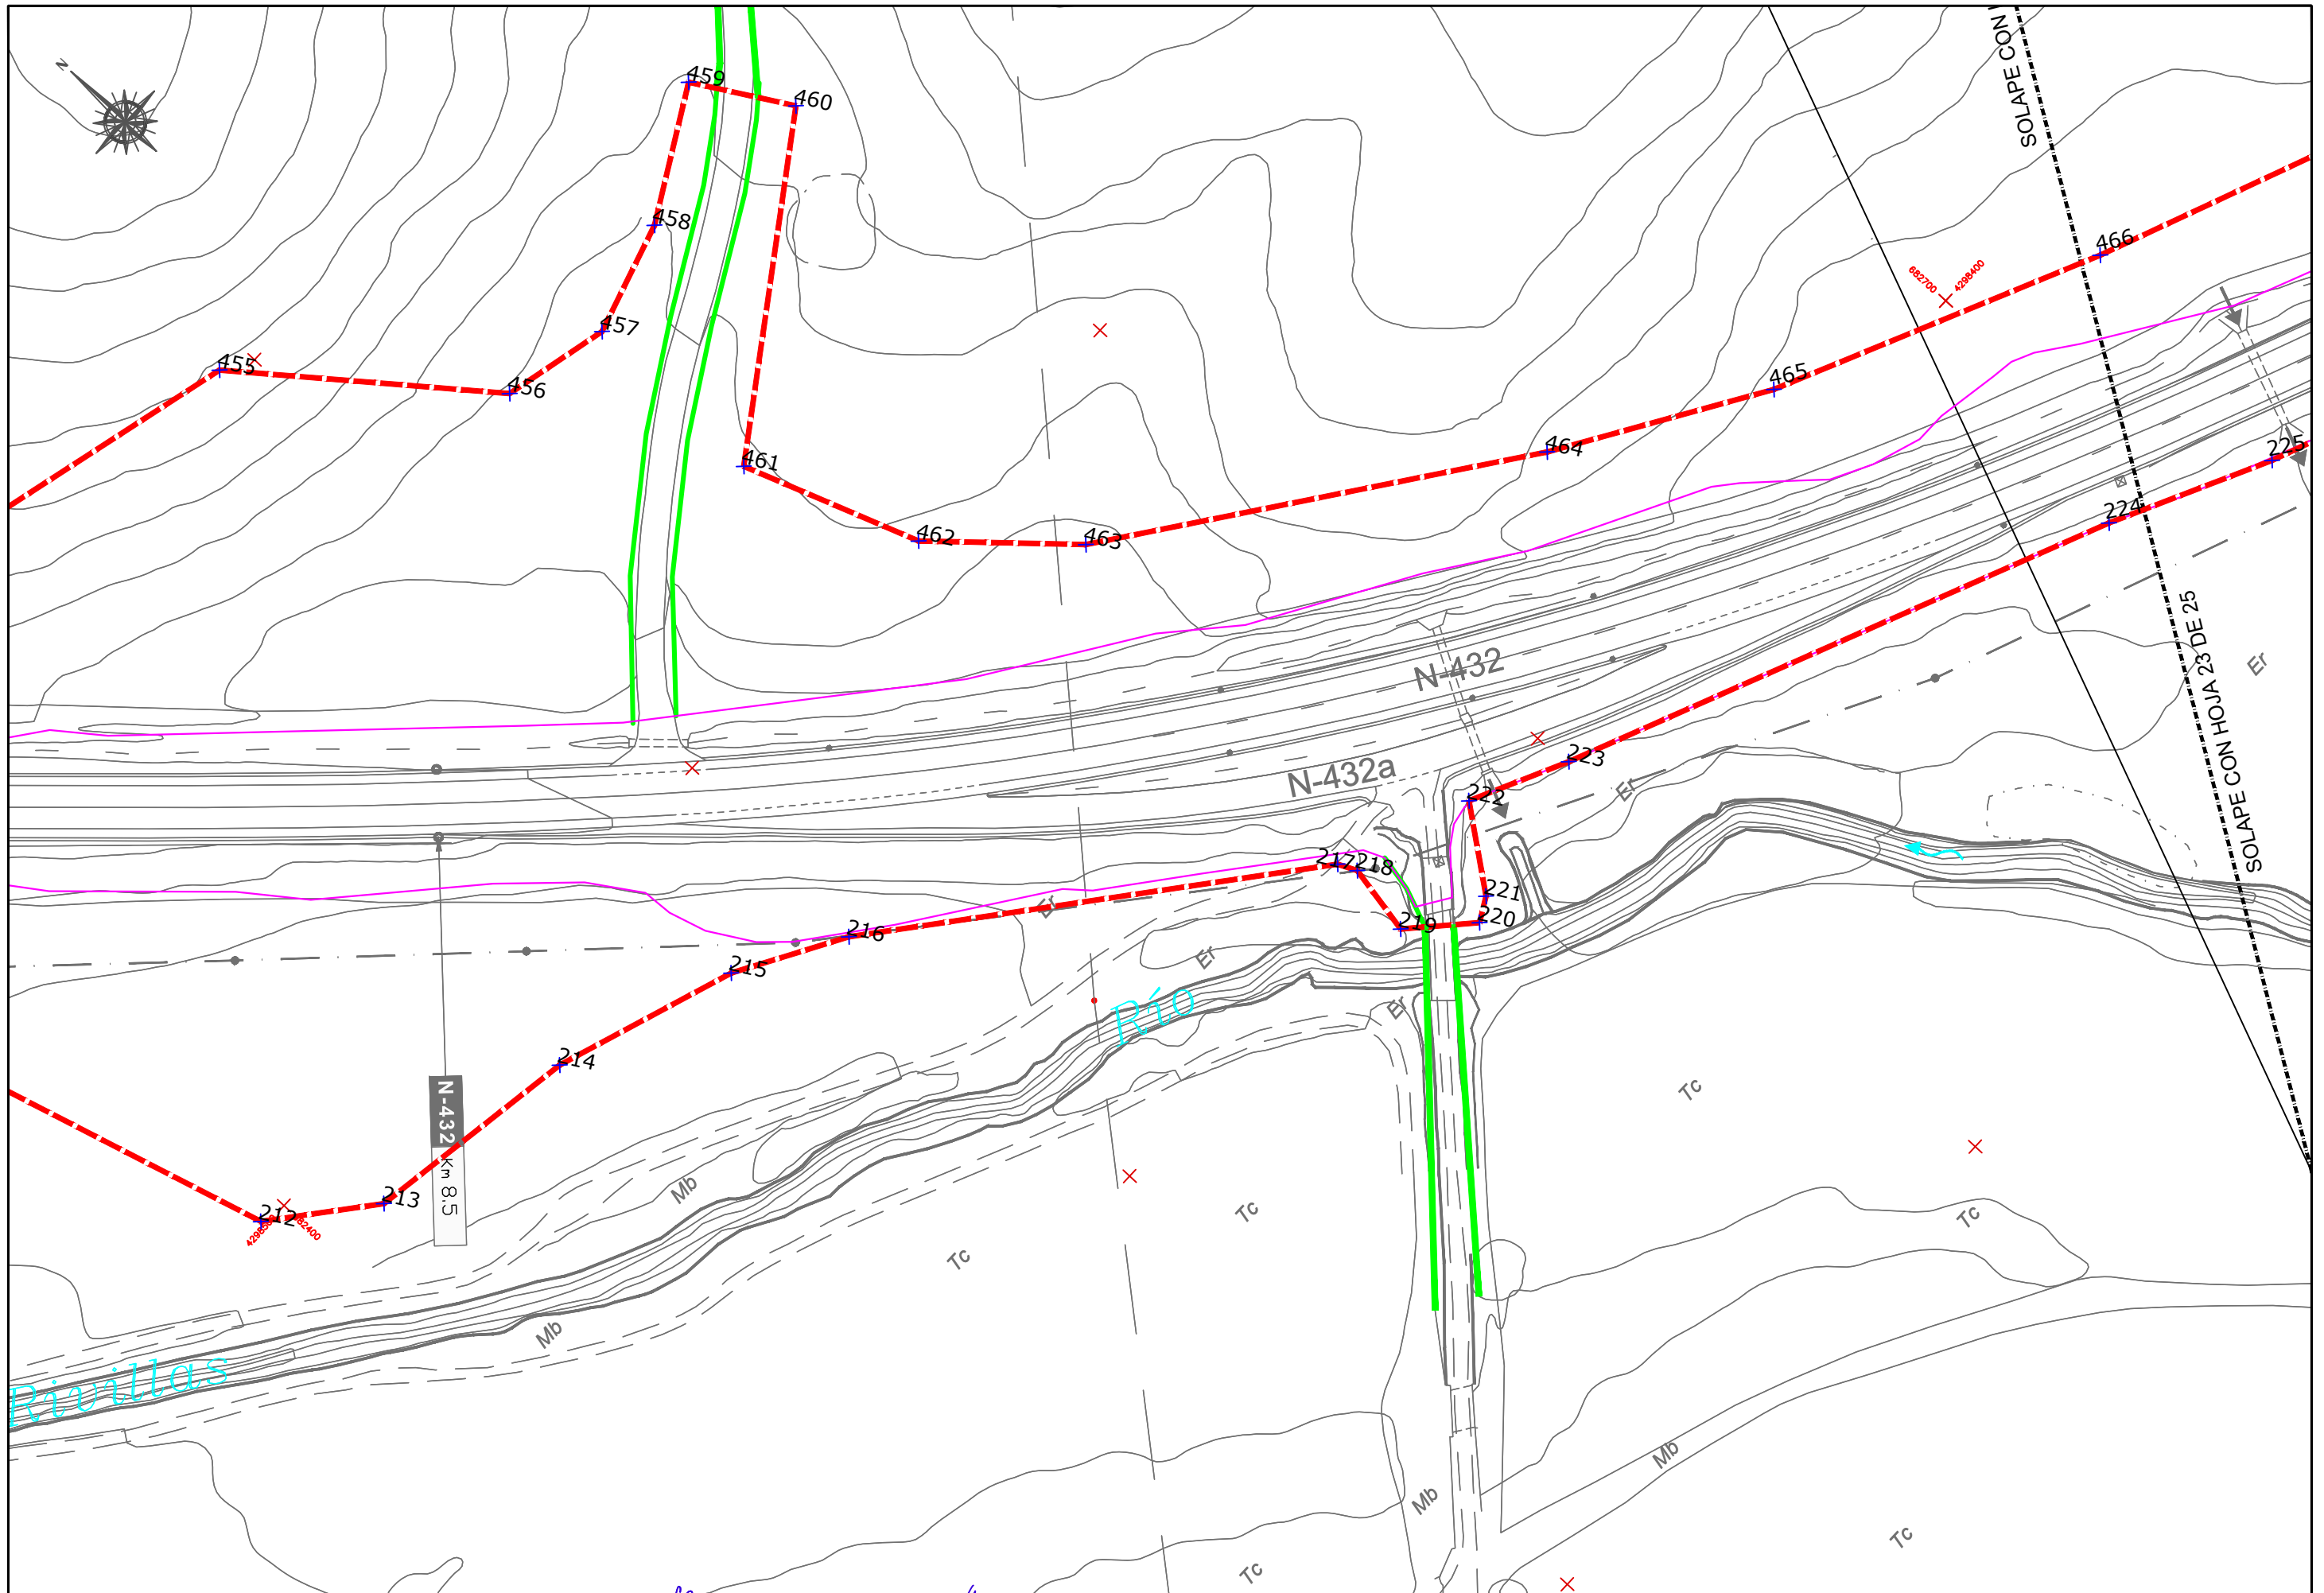 N
459
460
SOLAPE CON
458
466
682700
4298400
457
455
456
465
461
464
225
462
463
224
N-432
SOLAPE CON HOJA 23 DE 25
Er
N-432a
223
Er
222
217
218
221
Er
219
220
216
Er
215
Río
Er
214
Tc
N-432
Km 8.5
Mb
213
212
Tc
Tc
Tc
Mb
Rivillas
Mb
Mb
Tc
Tc